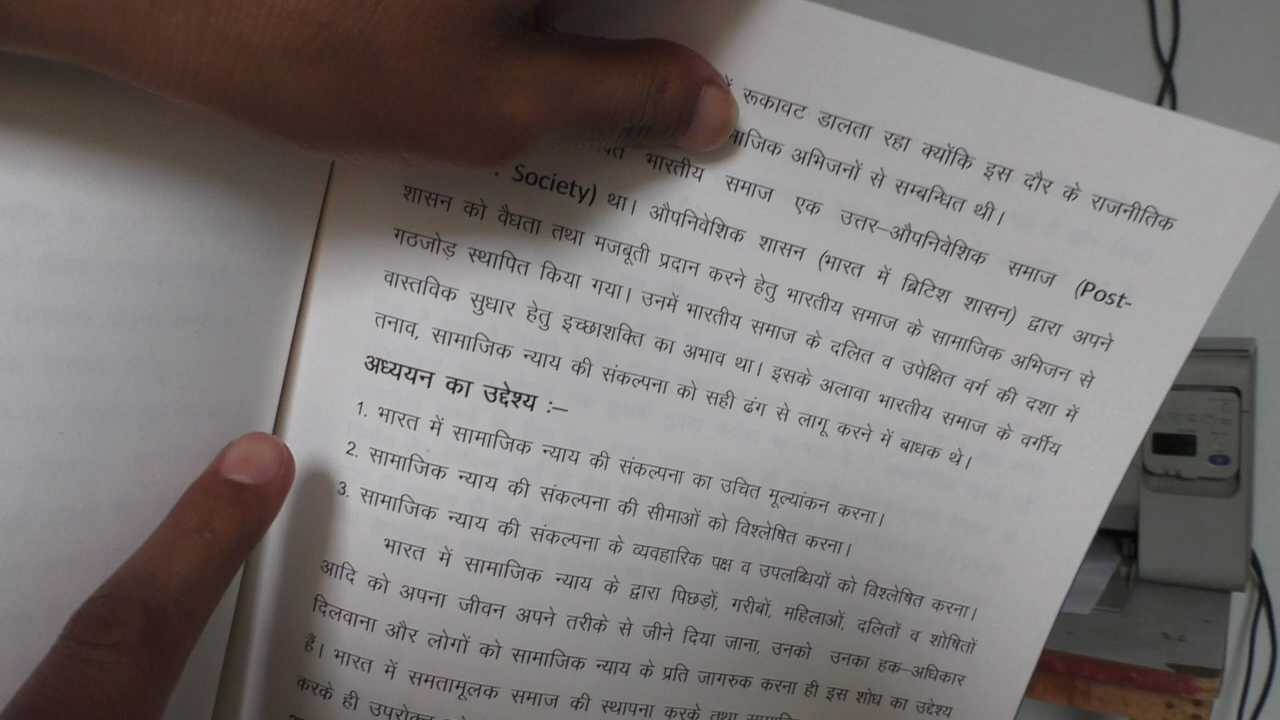 रूकावट डालता रहा क्योंकि इस दौर के राजनीतिक
अभिजनों से सम्बन्धित थी।
भारतीय समाज एक उत्तर–औपनिवेशिक समाज (Post-
Society) था। औपनिवेशिक शासन (भारत में ब्रिटिश शासन) द्वारा अपने
शासन को वैधता तथा मजबूती प्रदान करने हेतु भारतीय समाज के सामाजिक अभिजन से
गठजोड़ स्थापित किया गया। उनमें भारतीय समाज के दलित व उपेक्षित वर्ग की दशा में
वास्तविक सुधार हेतु इच्छाशक्ति का अभाव था। इसके अलावा भारतीय समाज के वर्गीय
तनाव, सामाजिक न्याय की संकल्पना को सही ढंग से लागू करने में बाधक थे।
अध्ययन का उद्देश्य :–
1. भारत में सामाजिक न्याय की संकल्पना का उचित मूल्यांकन करना।
2. सामाजिक न्याय की संकल्पना की सीमाओं को विश्लेषित करना।
3. सामाजिक न्याय की संकल्पना के व्यवहारिक पक्ष व उपलब्धियों को विश्लेषित करना।
भारत में सामाजिक न्याय के द्वारा पिछड़ों, गरीबों, महिलाओं, दलितों व शोषितों
आदि को अपना जीवन अपने तरीके से जीने दिया जाना, उनको उनका हक–अधिकार
दिलवाना और लोगों को सामाजिक न्याय के प्रति जागरुक करना ही इस शोध का उद्देश्य
हैं। भारत में समतामूलक समाज की स्थापना करके तथा
करके ही